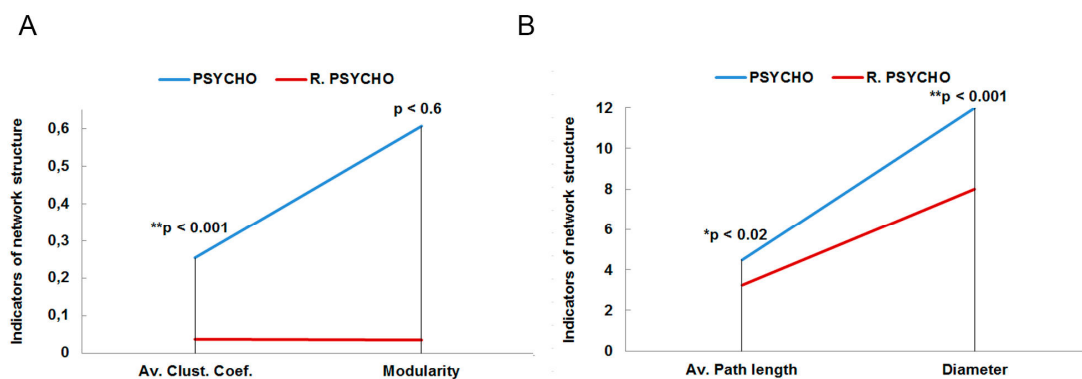 A
PSYCHO R. PSYCHO
Indicators of network structure
p < 0.6
0,6
0,5
0,4
**p < 0.001
0,3
0,2
0,1
0
Av. Clust. Coef. Modularity
B
PSYCHO R. PSYCHO
Indicators of network structure
**p < 0.001
12
10
8
6
*p < 0.02
4
2
0
Av. Path length Diameter